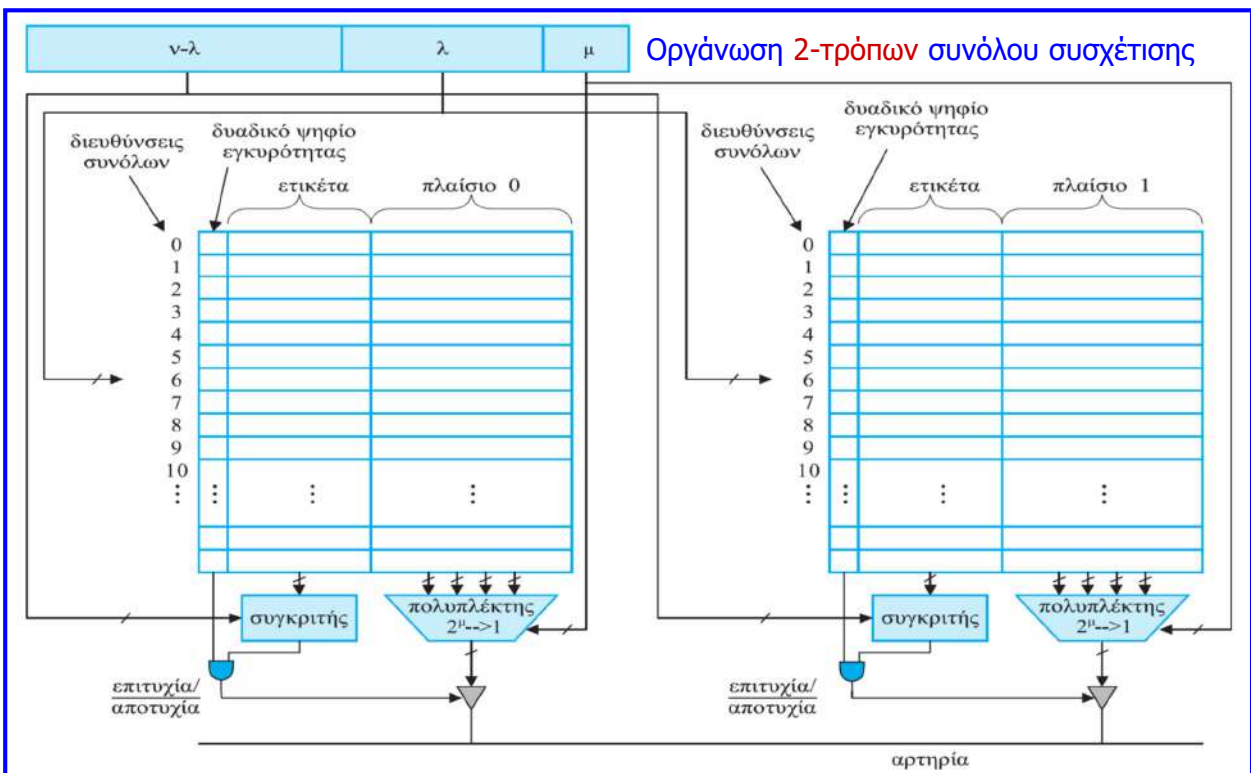 ν-λ λ μ
Οργάνωση 2-τρόπων συνόλου συσχέτισης
διευθύνσεις
συνόλων
δυαδικό ψηφίο
εγκυρότητας
ετικέτα
πλαίσιο 0
0
1
2
3
4
5
6
7
8
9
10
συγκριτής
πολυπλέκτης
2^μ-->1
επιτυχία/
αποτυχία
διευθύνσεις
συνόλων
δυαδικό ψηφίο
εγκυρότητας
ετικέτα
πλαίσιο 1
0
1
2
3
4
5
6
7
8
9
10
συγκριτής
πολυπλέκτης
2^μ-->1
επιτυχία/
αποτυχία
αρτηρία